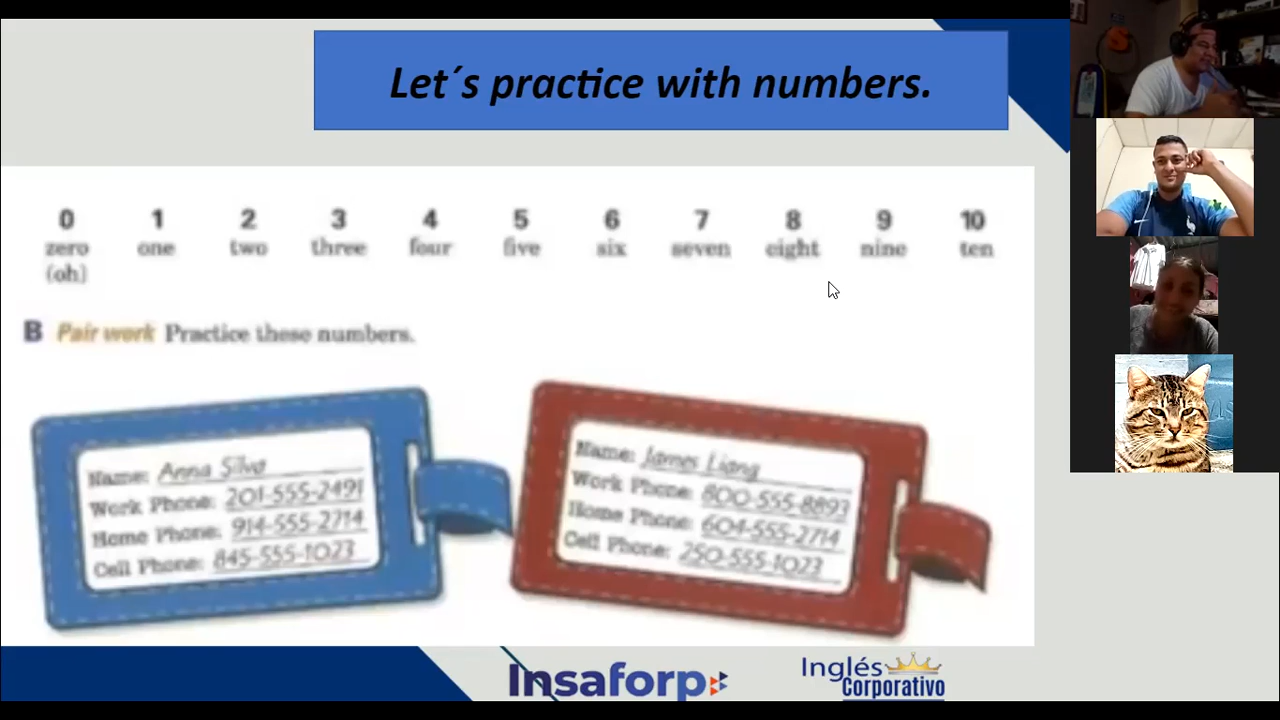 Let´s practice with numbers.
0 1 2 3 4 5 6 7 8 9 10
zero one two three four five six seven eight nine ten
(oh)
B Pair work Practice these numbers.
Name: Anna Silva
Work Phone: 201-555-2491
Home Phone: 914-555-2714
Cell Phone: 845-555-1023
Name: James Liang
Work Phone: 800-555-8893
Home Phone: 604-555-2714
Cell Phone: 250-555-1023
Insaforp
Inglés
Corporativo